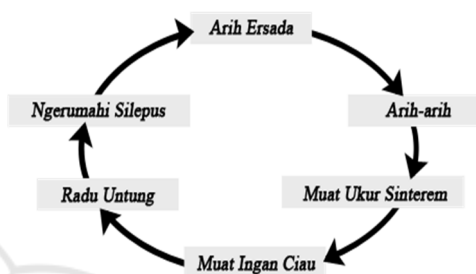 Arih Ersada
Arih-arih
Muat Ukur Sinterem
Muat Ingan Ciau
Radu Untung
Ngerumahi Silepus